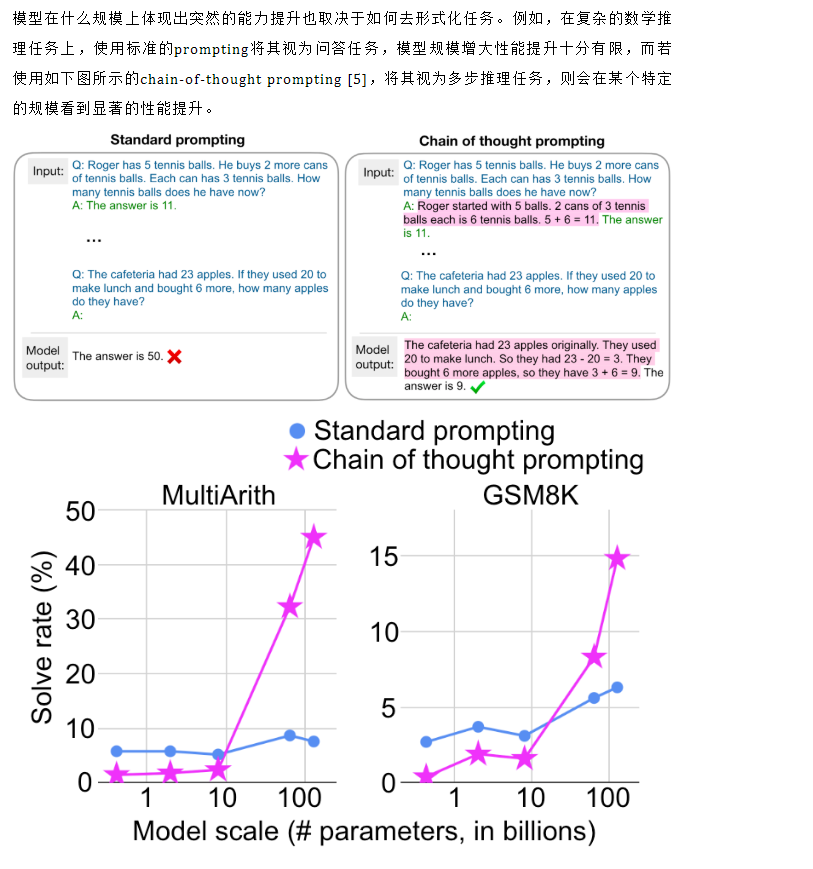 模型在什么规模上体现出突然的能力提升也取决于如何去形式化任务。例如，在复杂的数学推
理任务上，使用标准的prompting将其视为问答任务，模型规模增大性能提升十分有限，而若
使用如下图所示的chain-of-thought prompting [5]，将其视为多步推理任务，则会在某个特定
的规模看到显著的性能提升。
Standard prompting
Input:
Q: Roger has 5 tennis balls. He buys 2 more cans
of tennis balls. Each can has 3 tennis balls. How
many tennis balls does he have now?
A: The answer is 11.
...
Q: The cafeteria had 23 apples. If they used 20 to
make lunch and bought 6 more, how many apples
do they have?
A:
Model
output:
The answer is 50.
Chain of thought prompting
Input:
Q: Roger has 5 tennis balls. He buys 2 more cans
of tennis balls. Each can has 3 tennis balls. How
many tennis balls does he have now?
A: Roger started with 5 balls. 2 cans of 3 tennis
balls each is 6 tennis balls. 5 + 6 = 11. The answer
is 11.
...
Q: The cafeteria had 23 apples. If they used 20 to
make lunch and bought 6 more, how many apples
do they have?
A:
Model
output:
The cafeteria had 23 apples originally. They used
20 to make lunch. So they had 23 - 20 = 3. They
bought 6 more apples, so they have 3 + 6 = 9. The
answer is 9.
Standard prompting
Chain of thought prompting
MultiArith
Solve rate (%)
50
40
30
20
10
0
1 10 100
GSM8K
15
10
5
0
1 10 100
Model scale (# parameters, in billions)